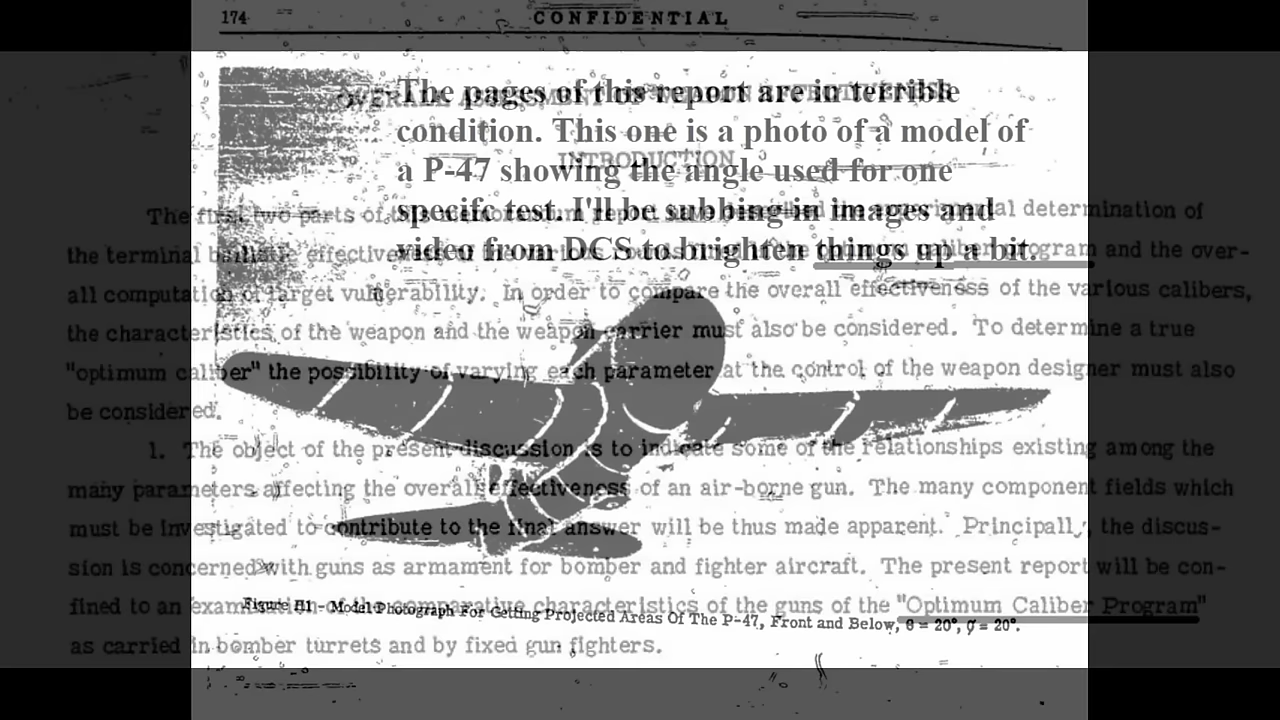 174
CONFIDENTIAL
The pages of this report are in terrible
condition. This one is a photo of a model of
a P-47 showing the angle used for one
specifc test. I'll be subbing in images and
video from DCS to brighten things up a bit.
INTRODUCTION
The first two parts of determination of
the terminal ballistic effectiveness program and the over-
all computation of target vulnerability. In order to compare the overall effectiveness of the various calibers,
the characteristics of the weapon and the weapon carrier must also be considered. To determine a true
"optimum caliber" the possibility of varying each parameter at the control of the weapon designer must also
be considered.
1. The object of the present discussion is to indicate some of the relationships existing among the
many parameters affecting the overall effectiveness of an air-borne gun. The many component fields which
must be investigated to contribute to the final answer will be thus made apparent. Principally, the discus-
sion is concerned with guns as armament for bomber and fighter aircraft. The present report will be con-
fined to an examination of the comparative characteristics of the guns of the "Optimum Caliber Program"
as carried in bomber turrets and by fixed gun fighters.
Figure III - Model Photograph For Getting Projected Areas Of The P-47, Front and Below, θ = 20°, φ = 20°.